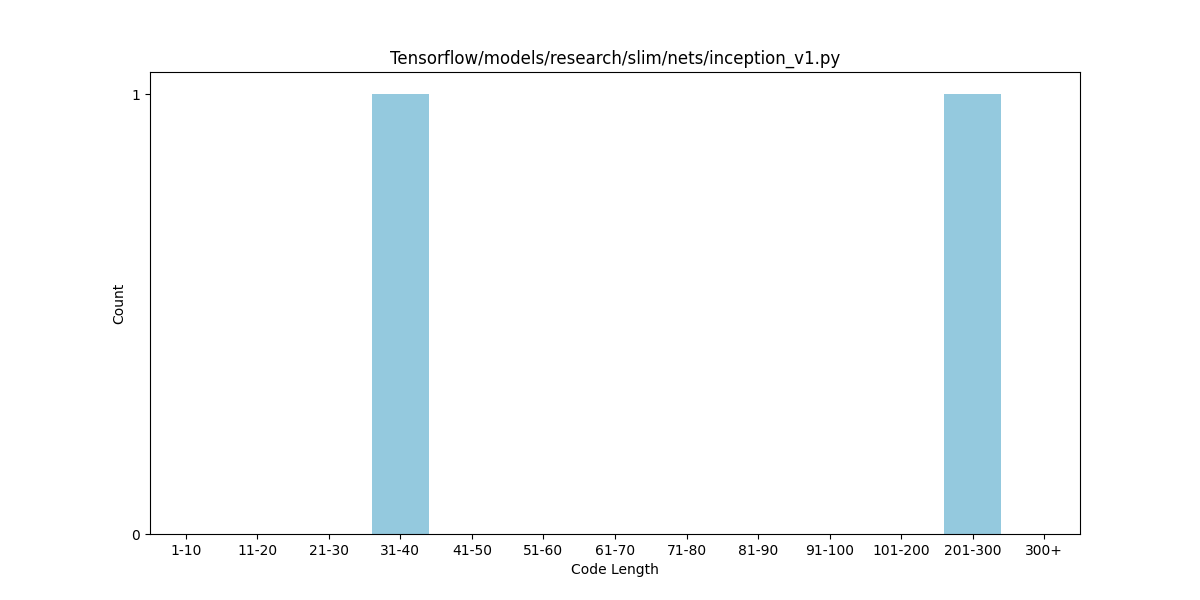 Tensorflow/models/research/slim/nets/inception_v1.py
1
Count
0
1-10 11-20 21-30 31-40 41-50 51-60 61-70 71-80 81-90 91-100 101-200 201-300 300+
Code Length